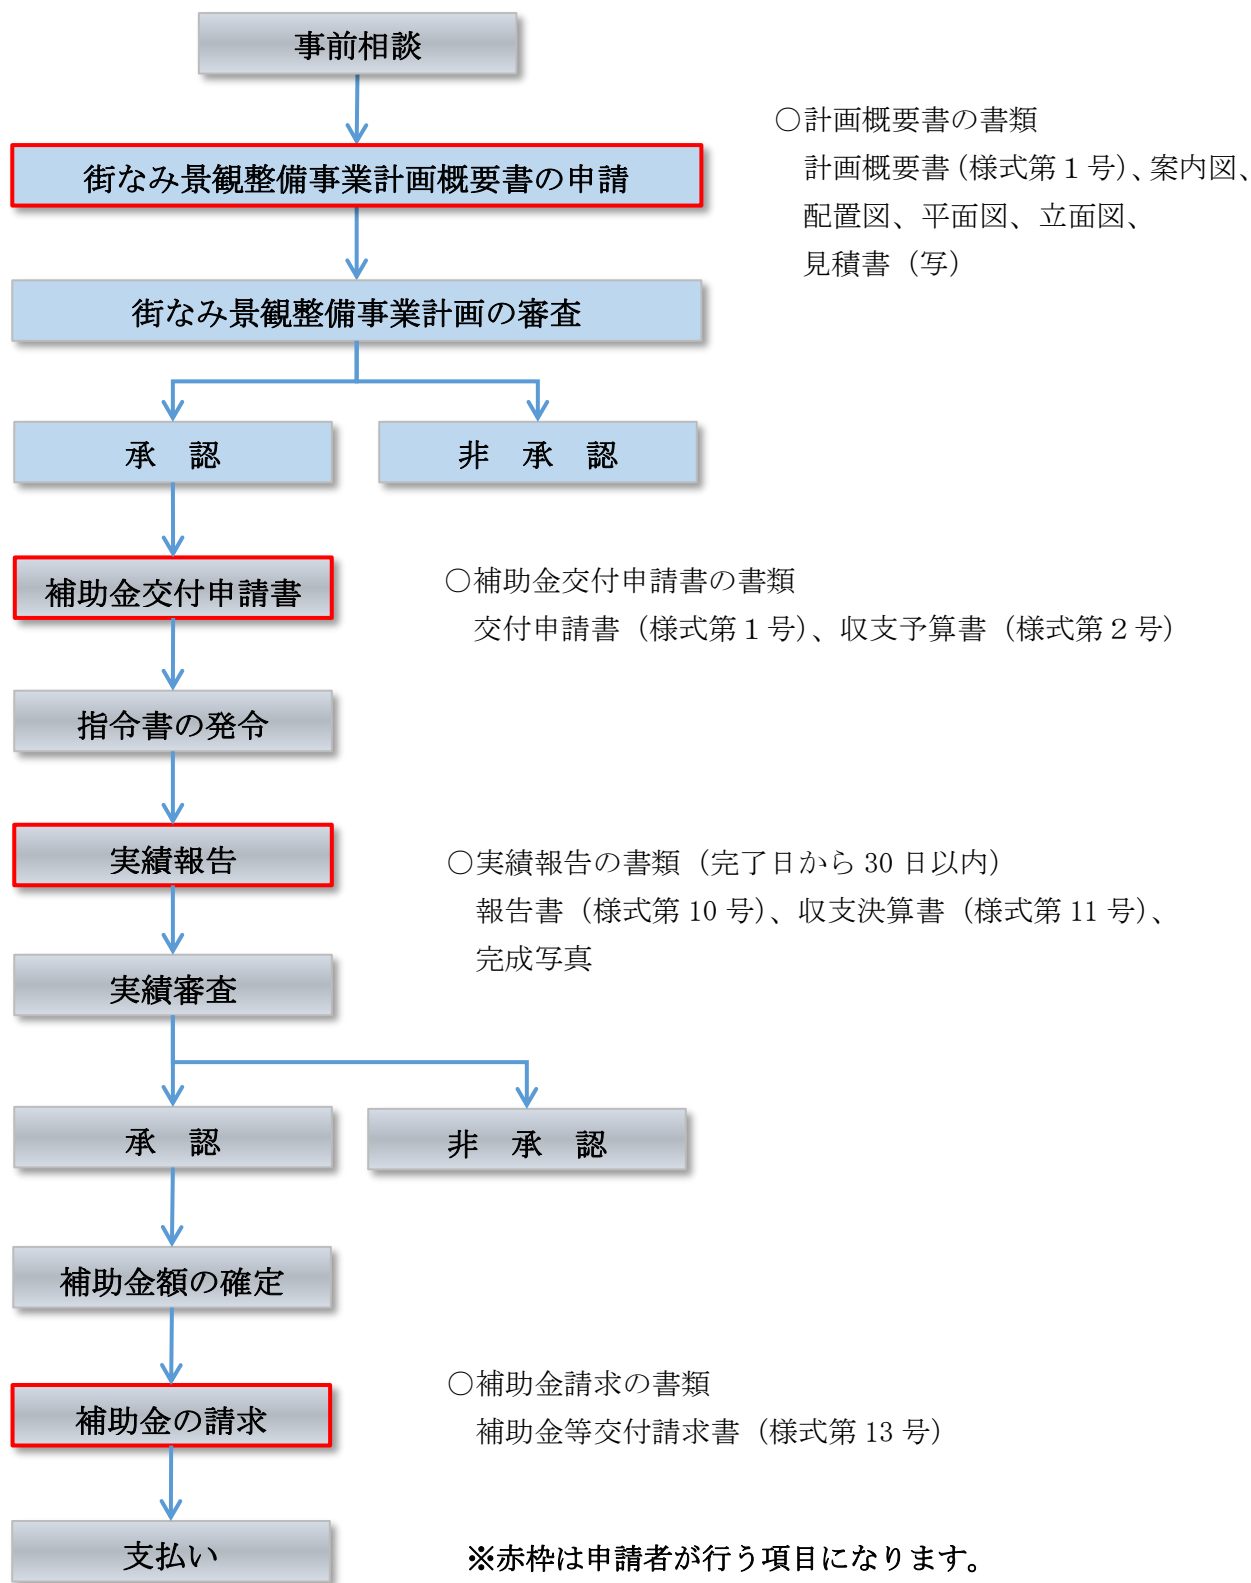 事前相談
○計画概要書の書類
計画概要書（様式第１号）、案内図、
配置図、平面図、立面図、
見積書（写）
街なみ景観整備事業計画概要書の申請
街なみ景観整備事業計画の審査
承　認
非　承　認
補助金交付申請書
○補助金交付申請書の書類
交付申請書（様式第１号）、収支予算書（様式第２号）
指令書の発令
実績報告
○実績報告の書類（完了日から 30 日以内）
報告書（様式第 10 号）、収支決算書（様式第 11 号）、
完成写真
実績審査
承　認
非　承　認
補助金額の確定
補助金の請求
○補助金請求の書類
補助金等交付請求書（様式第 13 号）
支払い
※赤枠は申請者が行う項目になります。